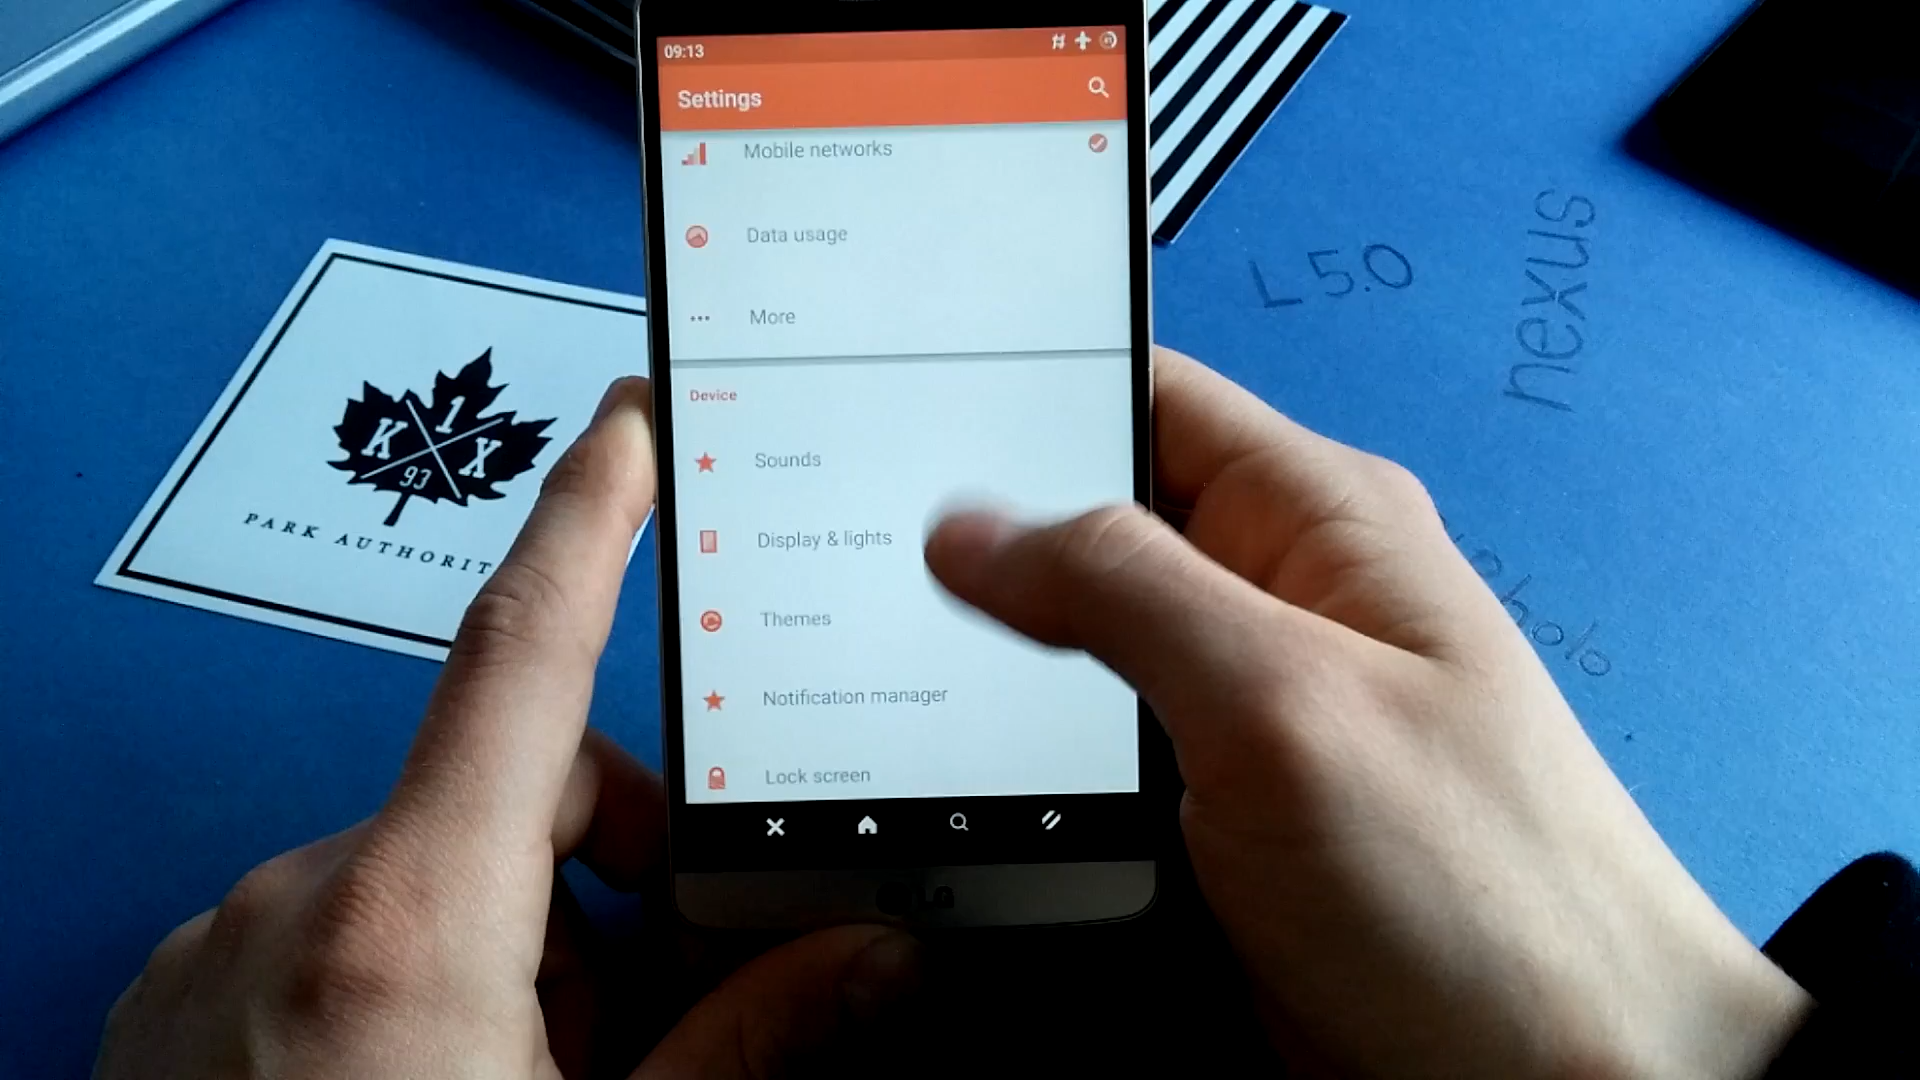 09:13
Settings
Mobile networks
Data usage
More
Device
Sounds
Display & lights
Themes
Notification manager
Lock screen
LG
K 1 X
93
PARK AUTHORIT
L 5.0
nexus